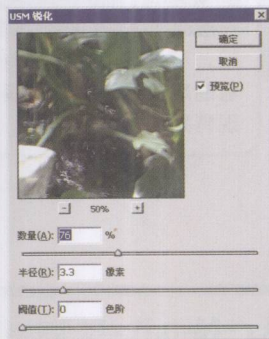 USM 锐化
确定
取消
预览(P)
- 50% +
数量(A): 76 %
半径(R): 3.3 像素
阈值(T): 0 色阶